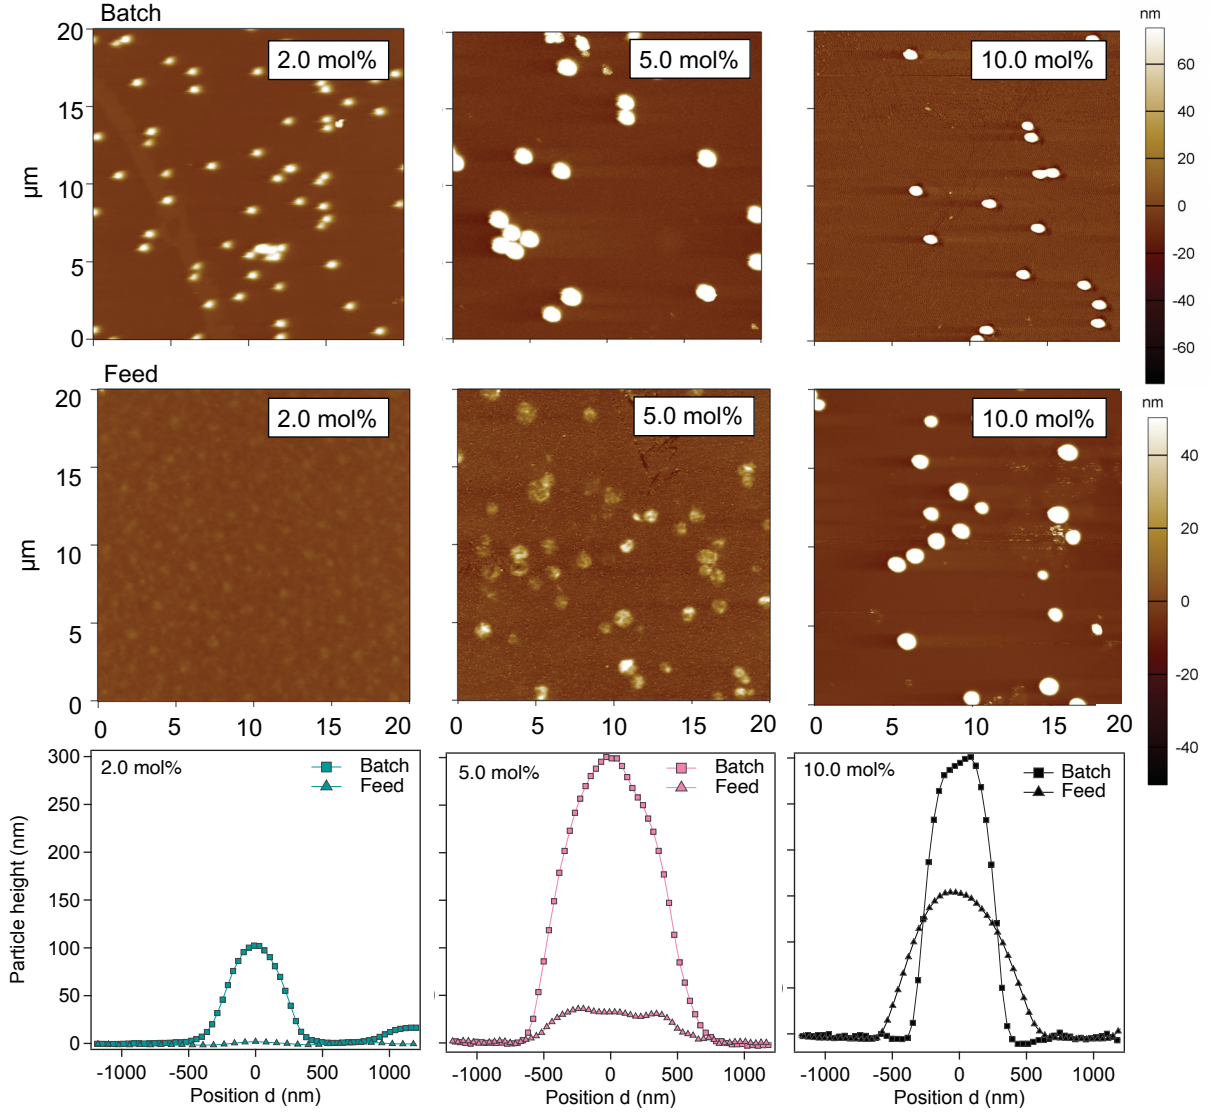 Batch
2.0 mol%
5.0 mol%
10.0 mol%
20
15
10
5
0
µm
nm
60
40
20
0
-20
-40
-60
Feed
2.0 mol%
5.0 mol%
10.0 mol%
20
15
10
5
0
µm
0 5 10 15 20
0 5 10 15 20
0 5 10 15 20
nm
40
20
0
-20
-40
2.0 mol%
Batch
Feed
300
250
200
150
100
50
0
Particle height (nm)
-1000 -500 0 500 1000
Position d (nm)
5.0 mol%
Batch
Feed
-1000 -500 0 500 1000
Position d (nm)
10.0 mol%
Batch
Feed
-1000 -500 0 500 1000
Position d (nm)